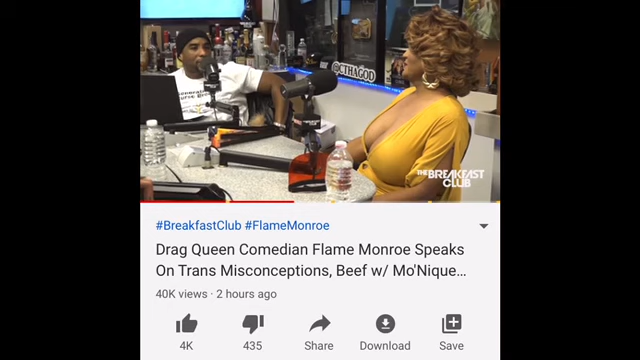 @CTHAGOD
THE BREAKFAST
CLUB
#BreakfastClub #FlameMonroe
Drag Queen Comedian Flame Monroe Speaks
On Trans Misconceptions, Beef w/ Mo'Nique…
40K views · 2 hours ago
4K 435 Share Download Save